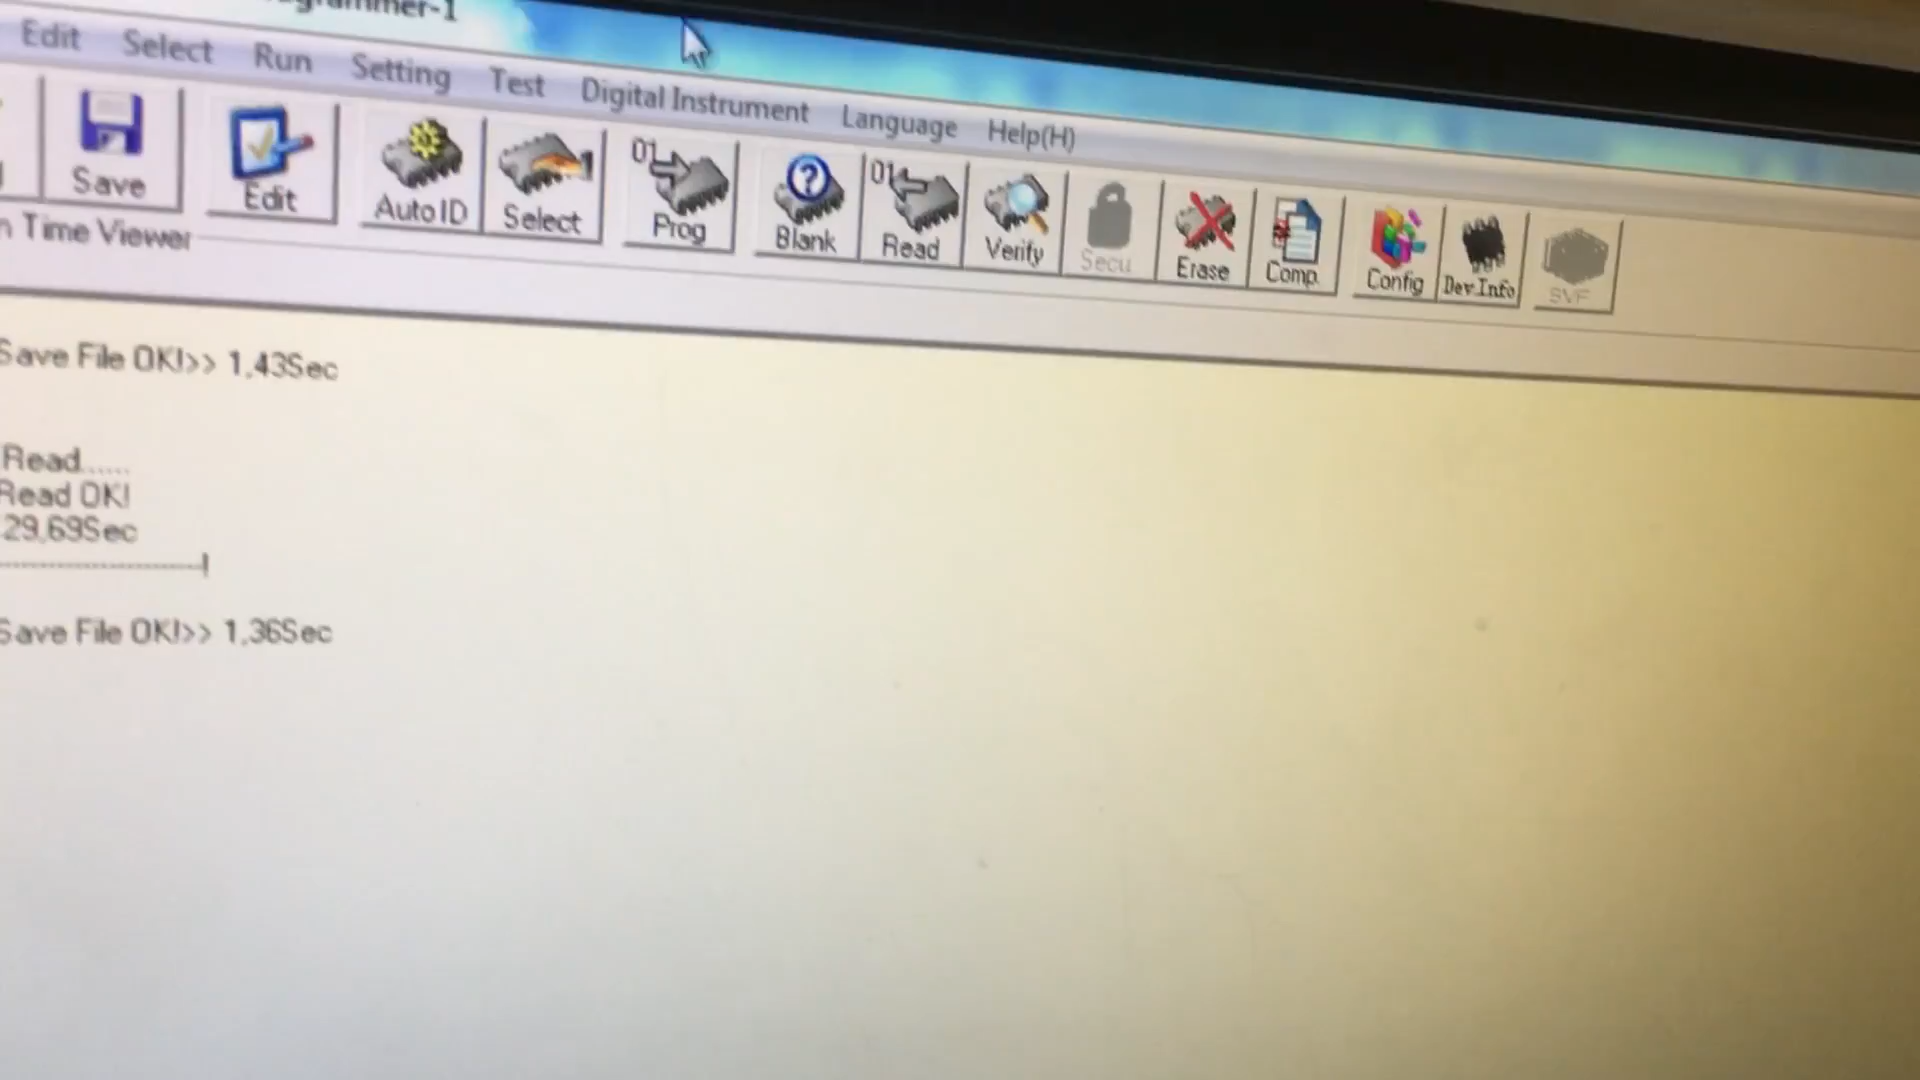 Edit Select Run Setting Test Digital Instrument Language Help(H)
Save Edit AutoID Select 01 Prog Blank 01 Read Verify Secu Erase Comp. Config Dev.Info SVF
Time Viewer
Save File OK!>> 1.43Sec
Read......
Read OK!
29.69Sec
Save File OK!>> 1.36Sec